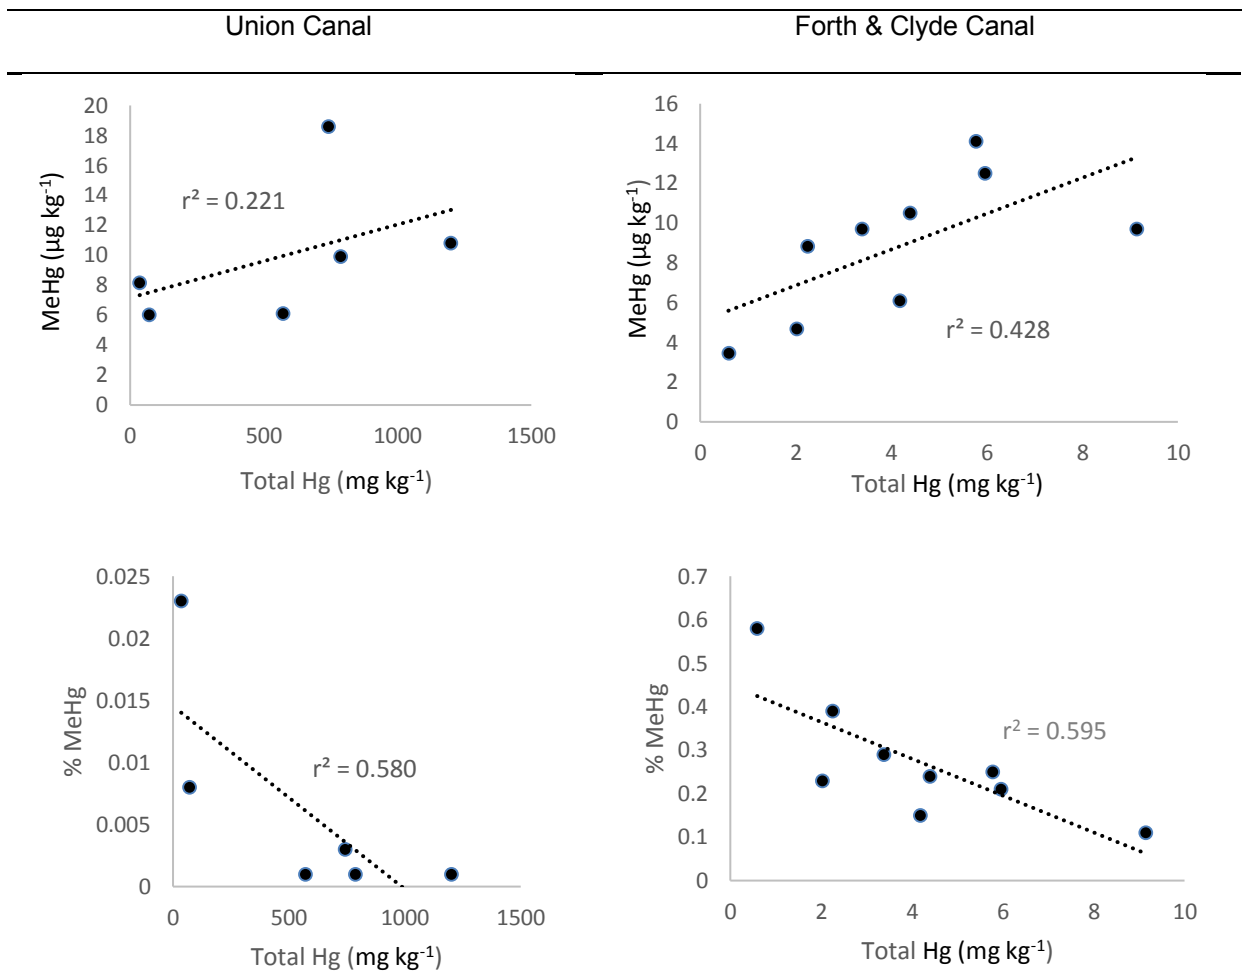 Union Canal
Forth & Clyde Canal
20
18
16
14
12
10
8
6
4
2
0
MeHg (µg kg⁻¹)
r² = 0.221
0 500 1000 1500
Total Hg (mg kg⁻¹)
16
14
12
10
8
6
4
2
0
MeHg (µg kg⁻¹)
r² = 0.428
0 2 4 6 8 10
Total Hg (mg kg⁻¹)
0.025
0.02
0.015
0.01
0.005
0
% MeHg
r² = 0.580
0 500 1000 1500
Total Hg (mg kg⁻¹)
0.7
0.6
0.5
0.4
0.3
0.2
0.1
0
% MeHg
r² = 0.595
0 2 4 6 8 10
Total Hg (mg kg⁻¹)